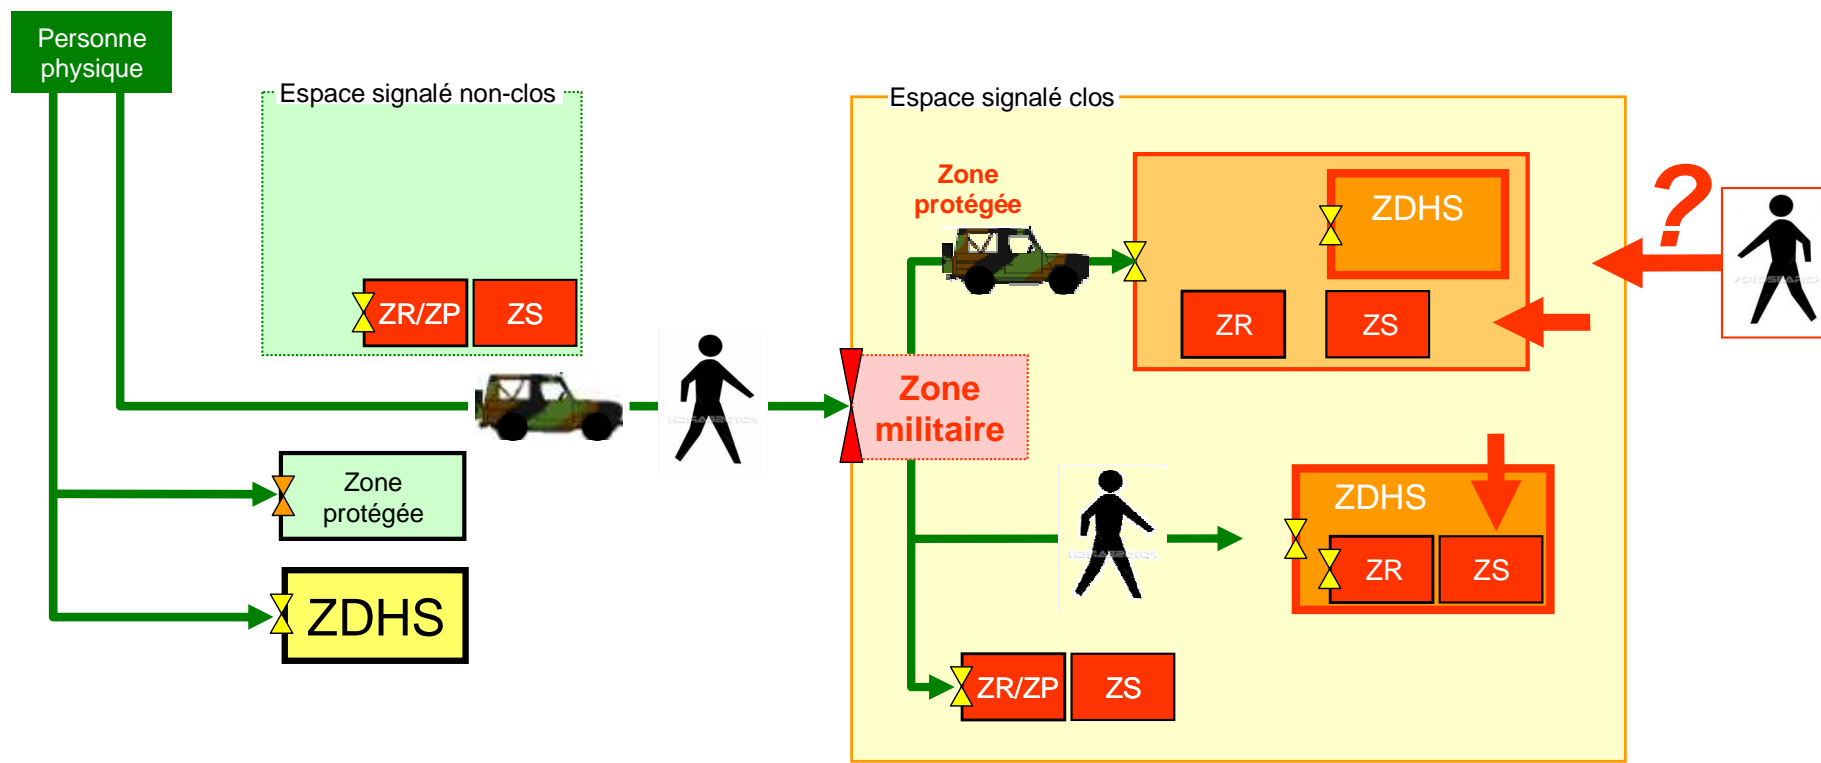 Personne
physique
Espace signalé non-clos
ZR/ZP
ZS
Zone
protégée
ZDHS
Espace signalé clos
Zone
protégée
ZDHS
ZR
ZS
?
Zone
militaire
ZDHS
ZR
ZS
ZR/ZP
ZS